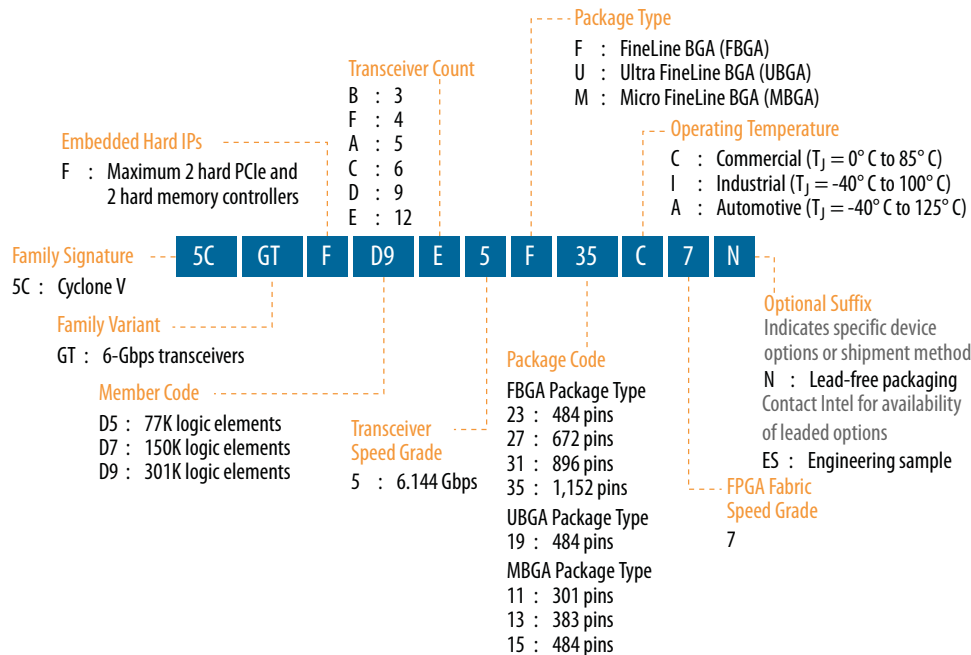 Package Type
F : FineLine BGA (FBGA)
U : Ultra FineLine BGA (UBGA)
M : Micro FineLine BGA (MBGA)
Transceiver Count
B : 3
F : 4
A : 5
C : 6
D : 9
E : 12
Embedded Hard IPs
F : Maximum 2 hard PCIe and
2 hard memory controllers
Operating Temperature
C : Commercial (TJ = 0° C to 85° C)
I : Industrial (TJ = -40° C to 100° C)
A : Automotive (TJ = -40° C to 125° C)
5C GT F D9 E 5 F 35 C 7 N
Family Signature
5C : Cyclone V
Family Variant
GT : 6-Gbps transceivers
Member Code
D5 : 77K logic elements
D7 : 150K logic elements
D9 : 301K logic elements
Transceiver
Speed Grade
5 : 6.144 Gbps
Package Code
FBGA Package Type
23 : 484 pins
27 : 672 pins
31 : 896 pins
35 : 1,152 pins
UBGA Package Type
19 : 484 pins
MBGA Package Type
11 : 301 pins
13 : 383 pins
15 : 484 pins
FPGA Fabric
Speed Grade
7
Optional Suffix
Indicates specific device
options or shipment method
N : Lead-free packaging
Contact Intel for availability
of leaded options
ES : Engineering sample